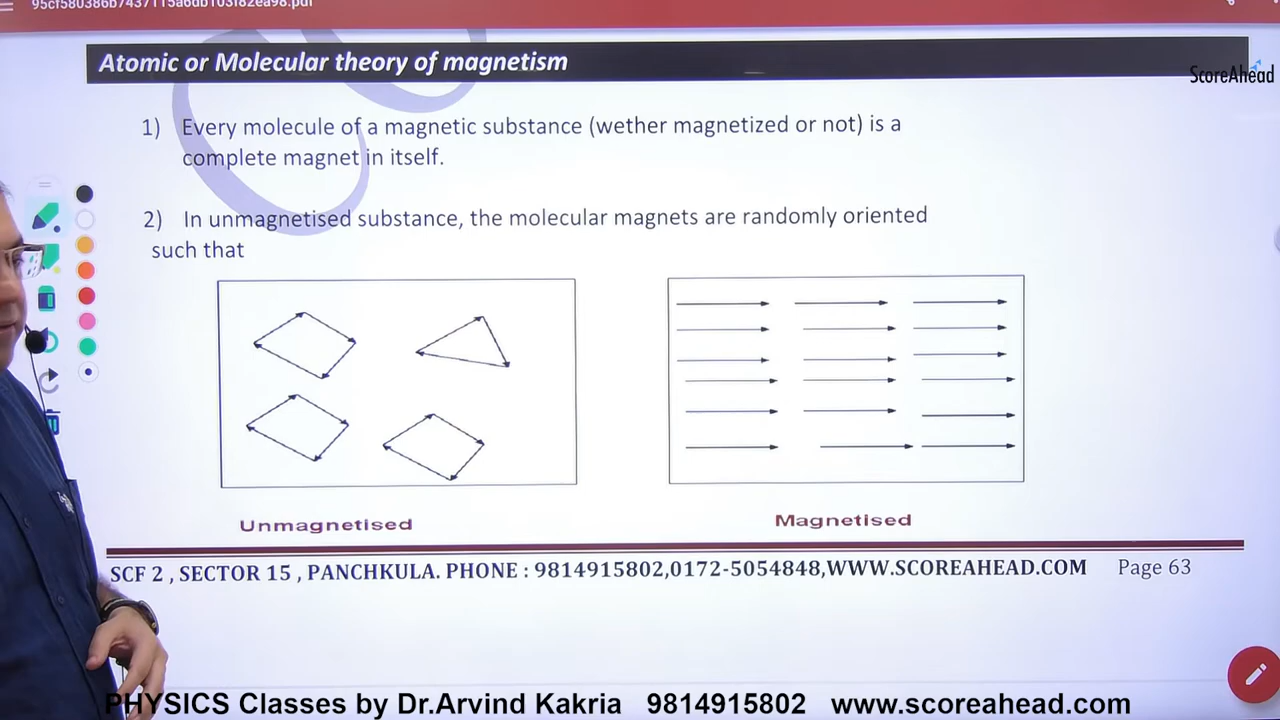 95cf580386b7437115a6db103f82ea98.pdf
Atomic or Molecular theory of magnetism
ScoreAhead
1) Every molecule of a magnetic substance (wether magnetized or not) is a
complete magnet in itself.
2) In unmagnetised substance, the molecular magnets are randomly oriented
such that
Unmagnetised
Magnetised
SCF 2 , SECTOR 15 , PANCHKULA. PHONE : 9814915802,0172-5054848,WWW.SCOREAHEAD.COM Page 63
PHYSICS Classes by Dr.Arvind Kakria 9814915802 www.scoreahead.com